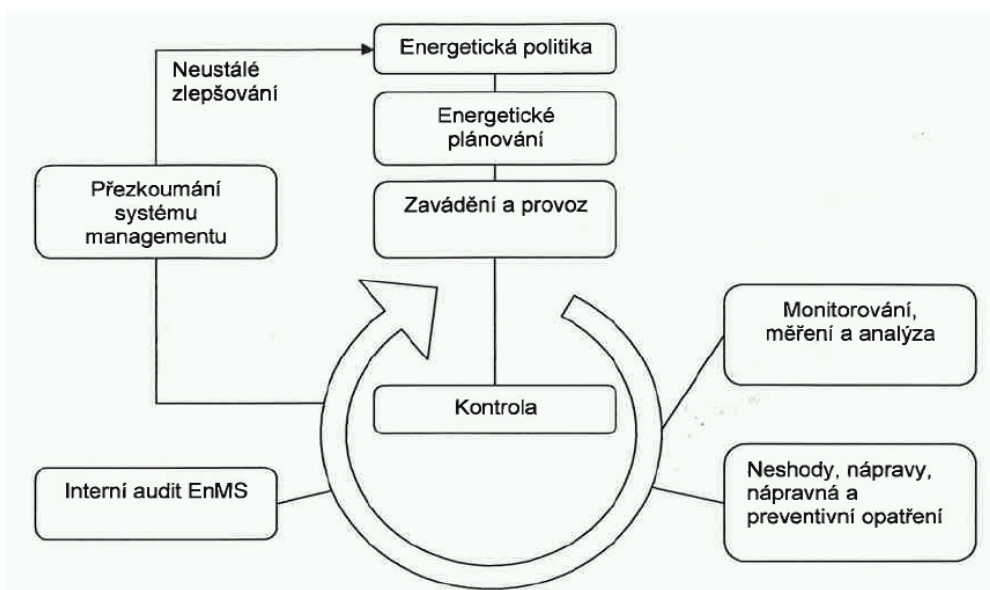 Energetická politika
Neustálé
zlepšování
Energetické
plánování
Přezkoumání
systému
managementu
Zavádění a provoz
Monitorování,
měření a analýza
Kontrola
Interní audit EnMS
Neshody, nápravy,
nápravná a
preventivní opatření